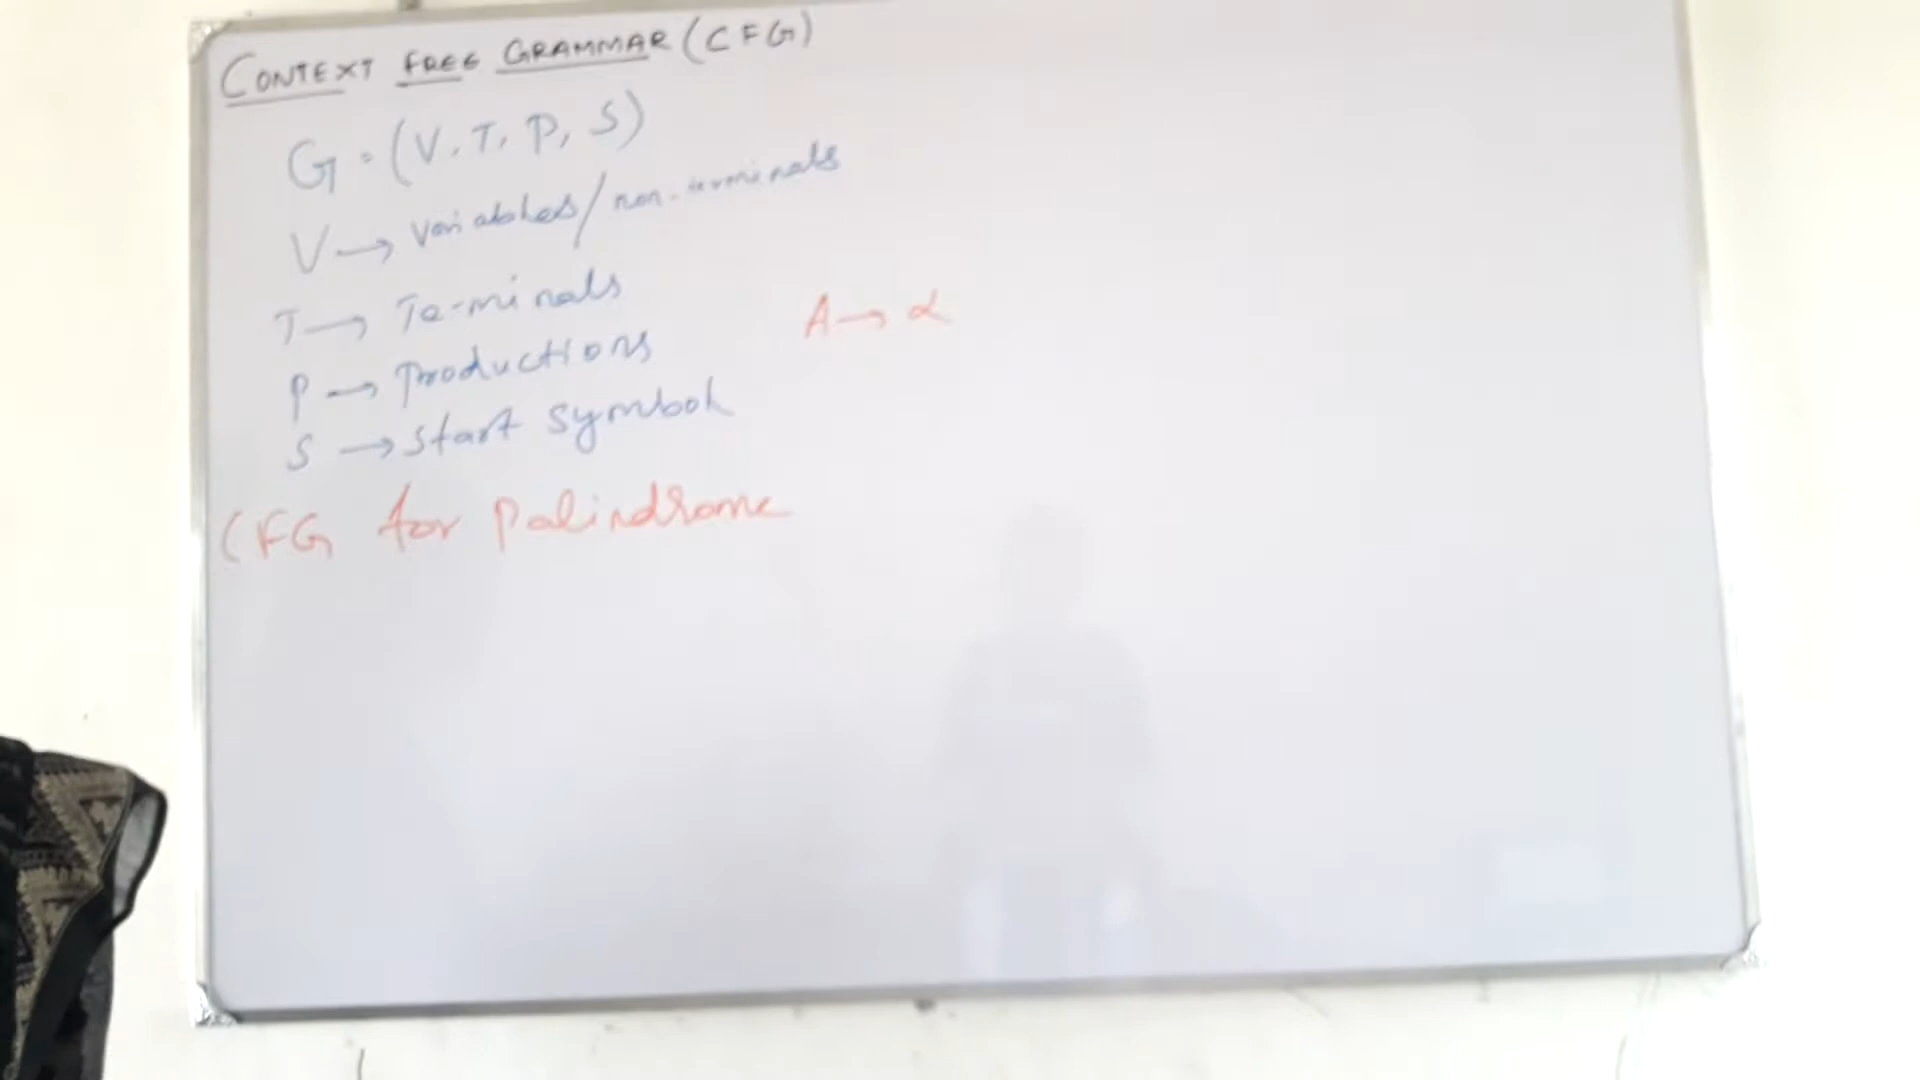 CONTEXT FREE GRAMMAR (CFG)
G = (V, T, P, S)
V → Variables/non-terminals
T → Terminals
P → Productions
A → α
S → Start symbol
CFG for palindrome